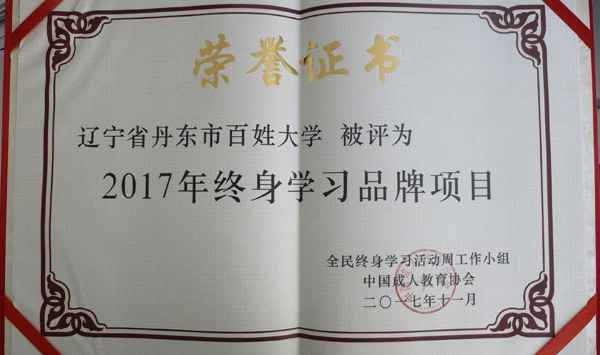 荣誉证书
辽宁省丹东市百姓大学 被评为
2017年终身学习品牌项目
全民终身学习活动周工作小组
中国成人教育协会
二〇一七年十一月